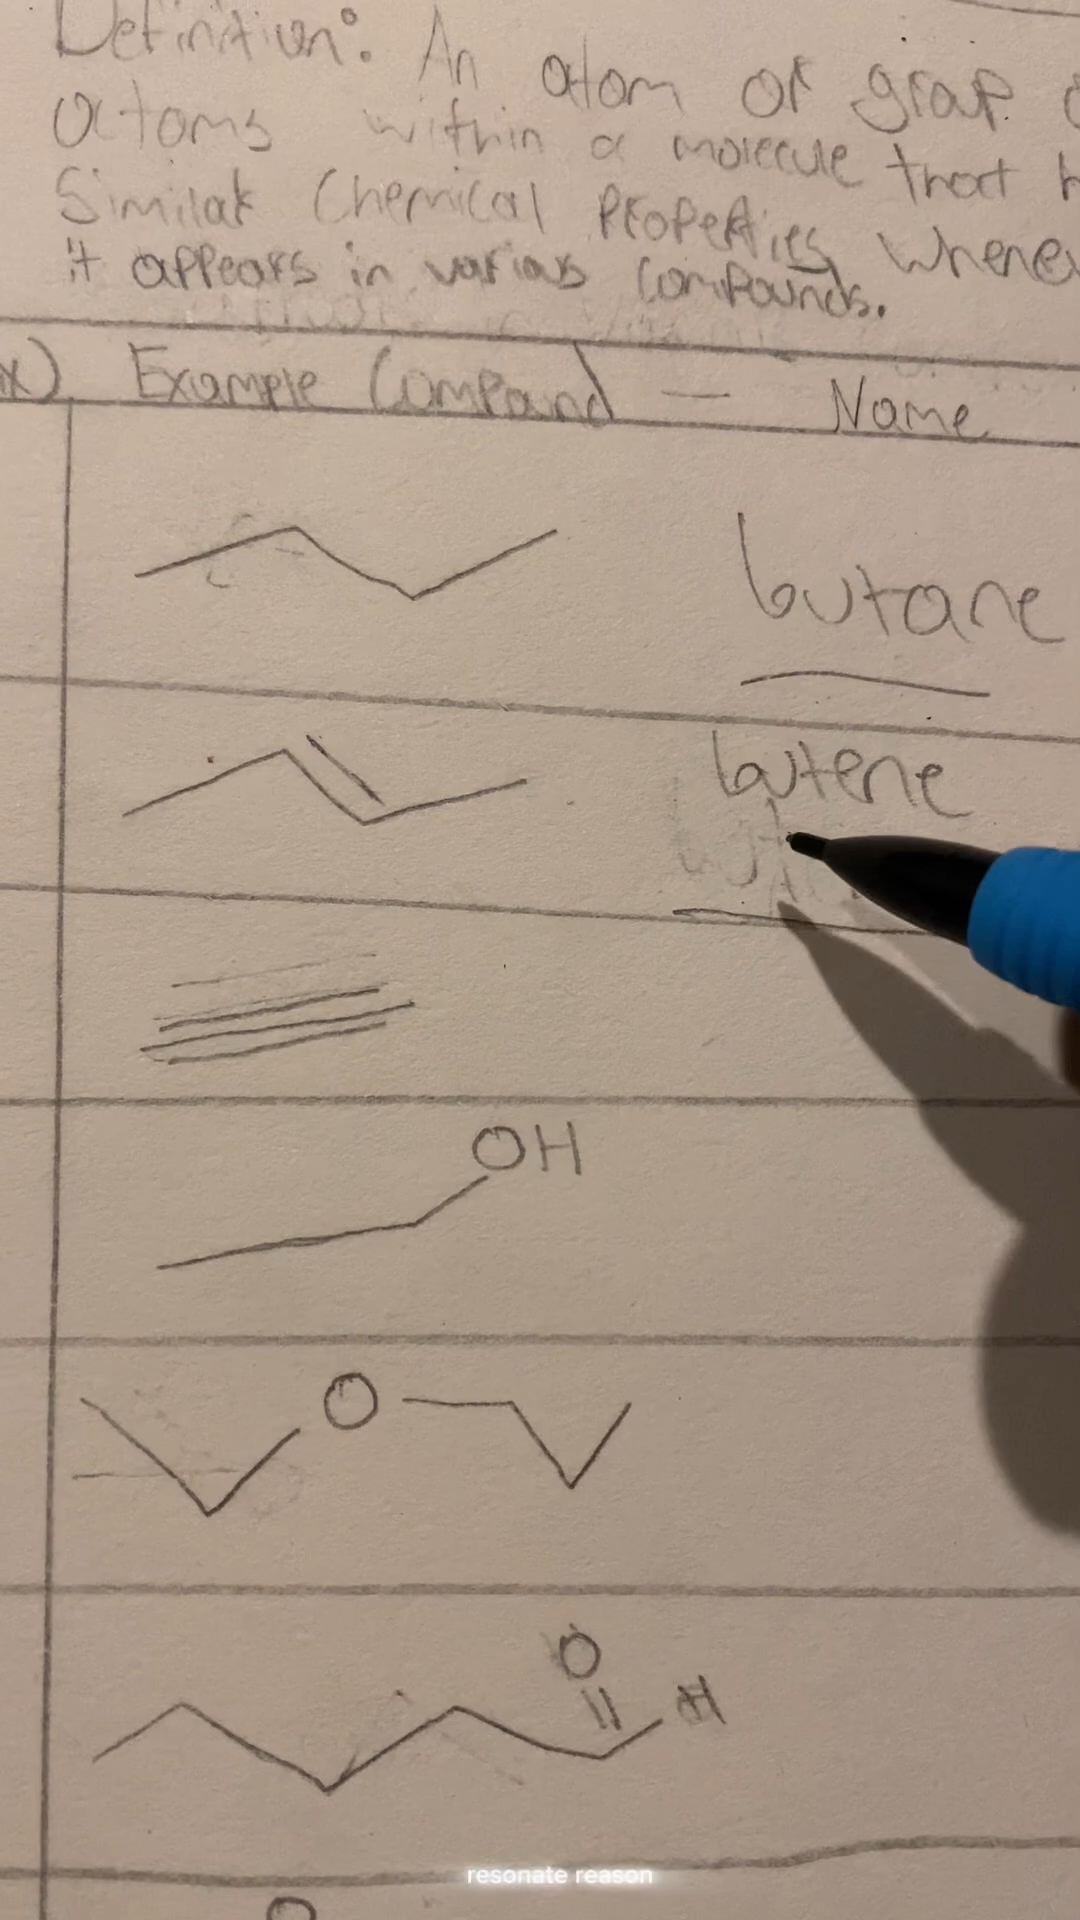 Definition: An atom or group
atoms within a molecule that
Similar Chemical Properties, Whene
it appears in various Compounds.
x) Example Compound — Name
butane
butene
OH
O
O
H
resonate reason